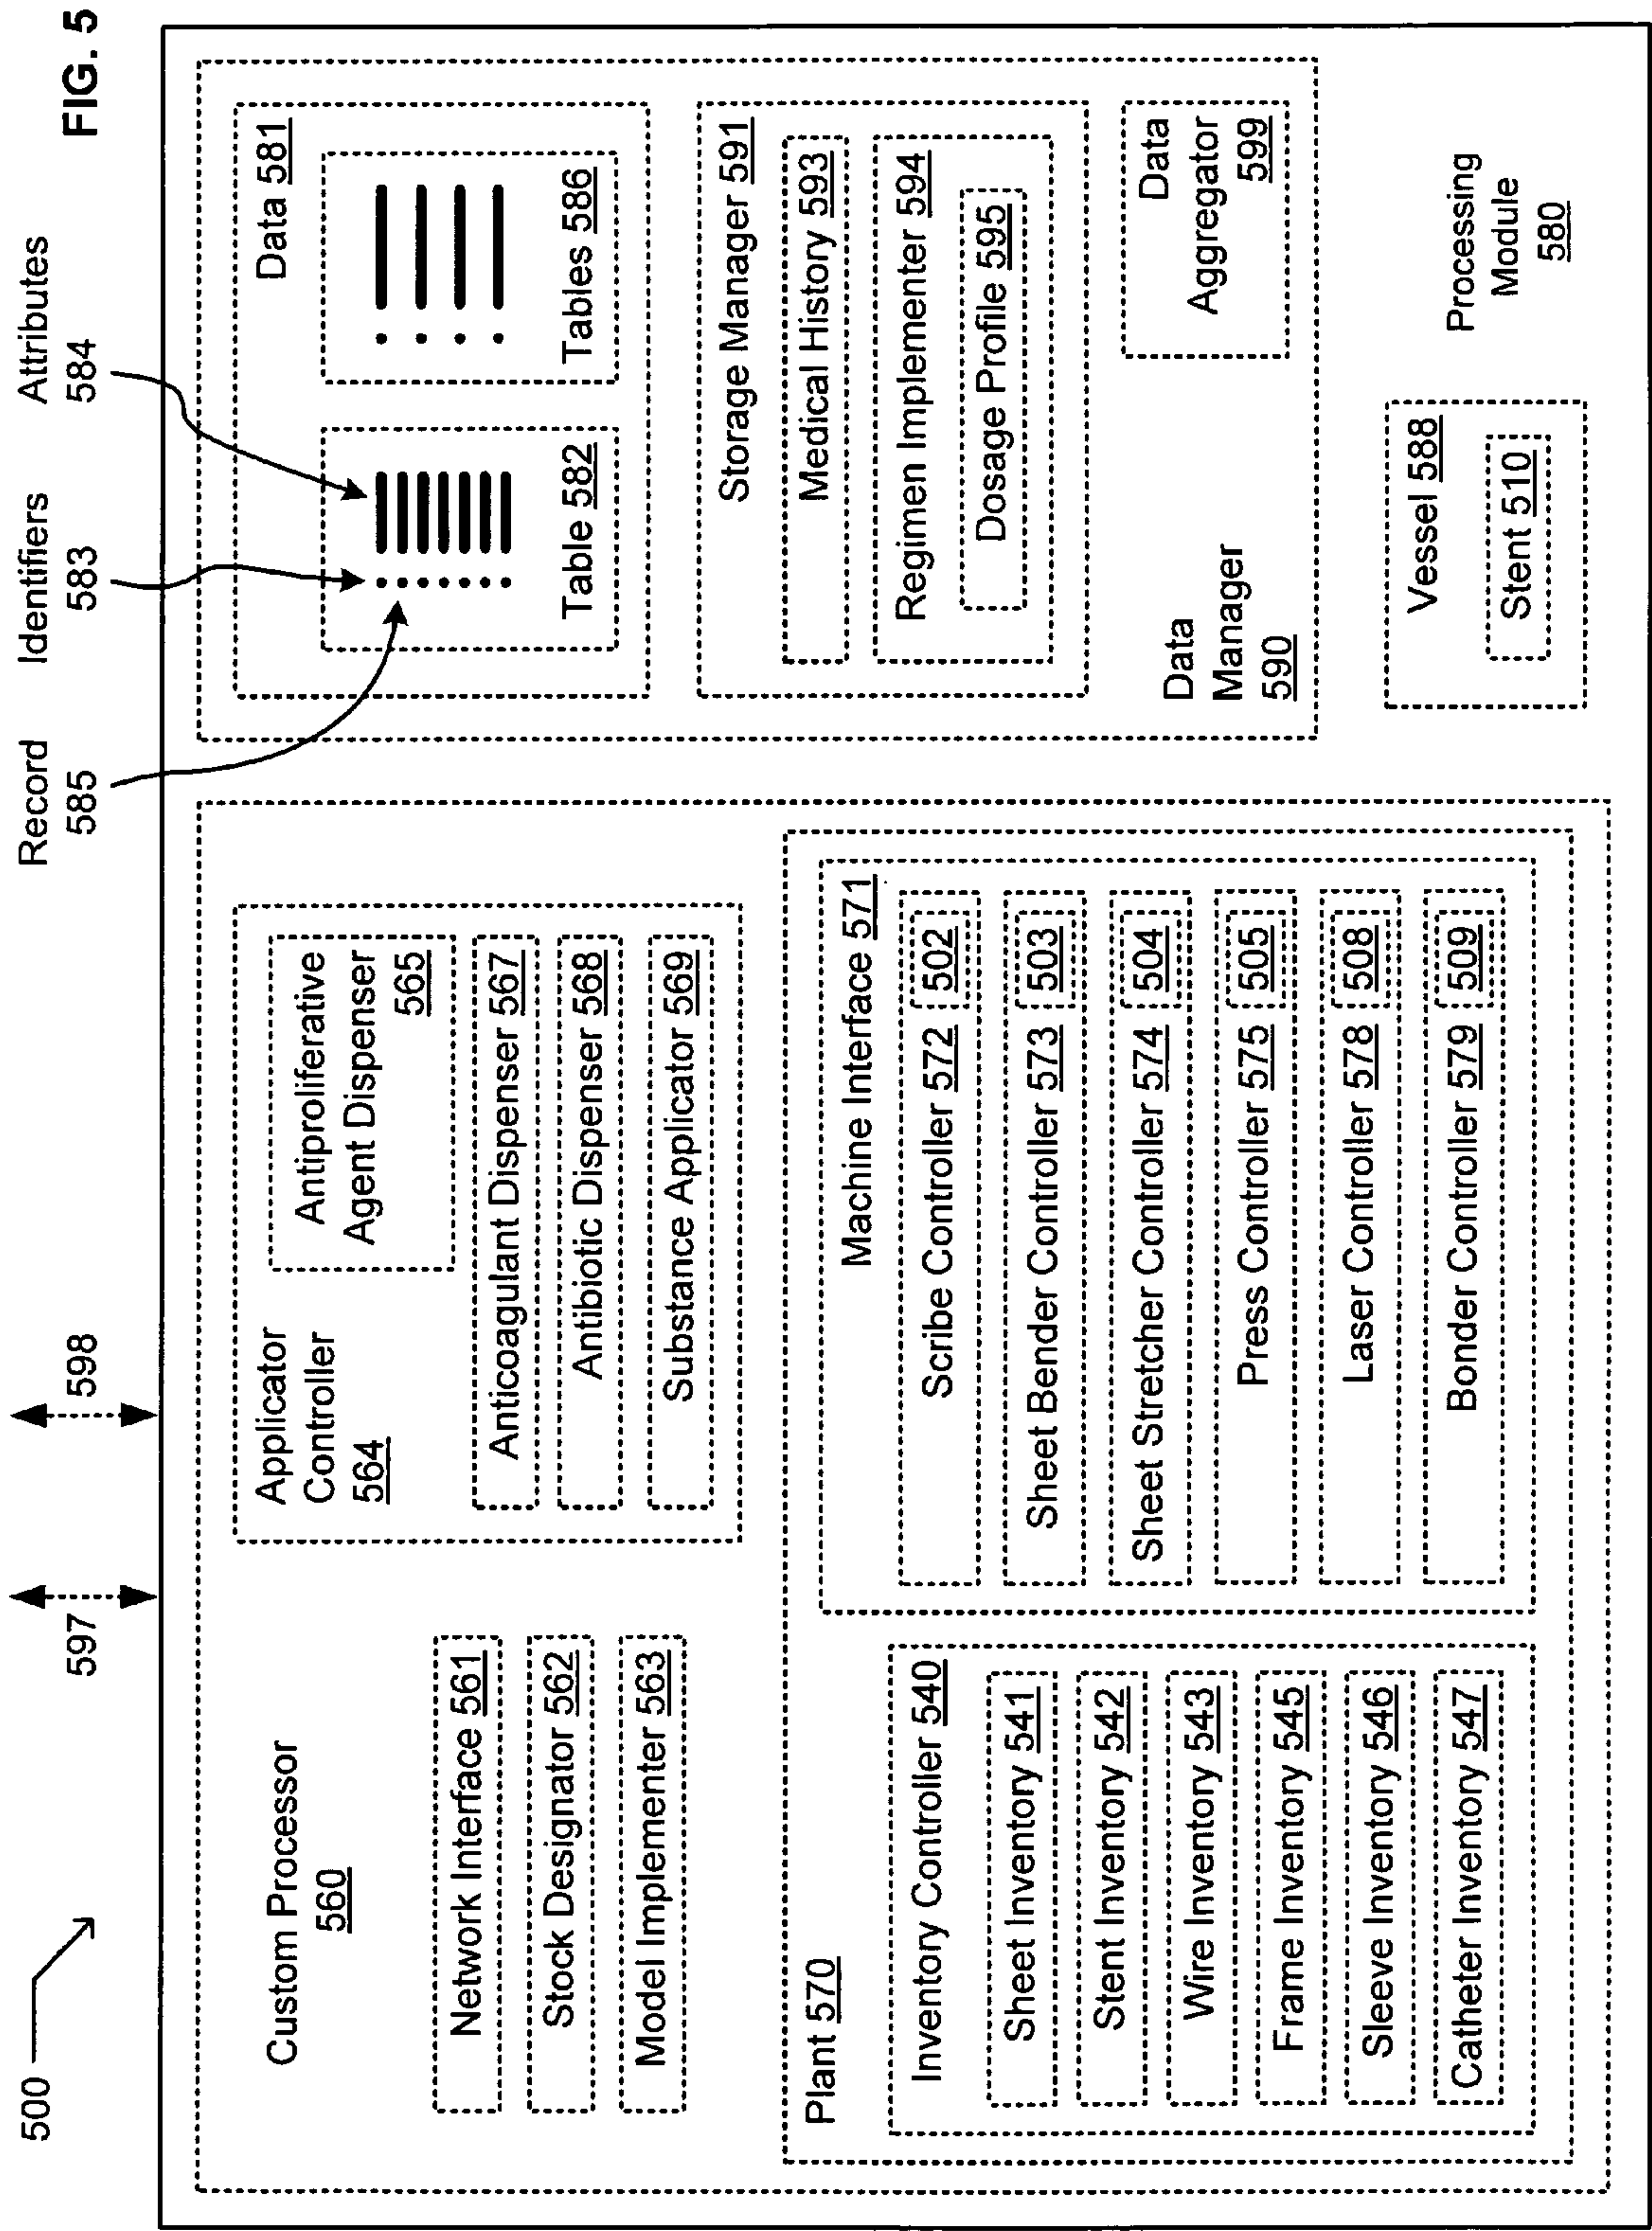 FIG. 5
500
597
598
Record
585
Identifiers
583
Attributes
584
Custom Processor
560
Network Interface 561
Stock Designator 562
Model Implementer 563
Applicator
Controller
564
Antiproliferative
Agent Dispenser
565
Anticoagulant Dispenser 567
Antibiotic Dispenser 568
Substance Applicator 569
Plant 570
Inventory Controller 540
Sheet Inventory 541
Stent Inventory 542
Wire Inventory 543
Frame Inventory 545
Sleeve Inventory 546
Catheter Inventory 547
Machine Interface 571
Scribe Controller 572 502
Sheet Bender Controller 573 503
Sheet Stretcher Controller 574 504
Press Controller 575 505
Laser Controller 578 508
Bonder Controller 579 509
Data 581
Table 582
Tables 586
Storage Manager 591
Medical History 593
Regimen Implementer 594
Dosage Profile 595
Data
Manager
590
Data
Aggregator
599
Vessel 588
Stent 510
Processing
Module
580